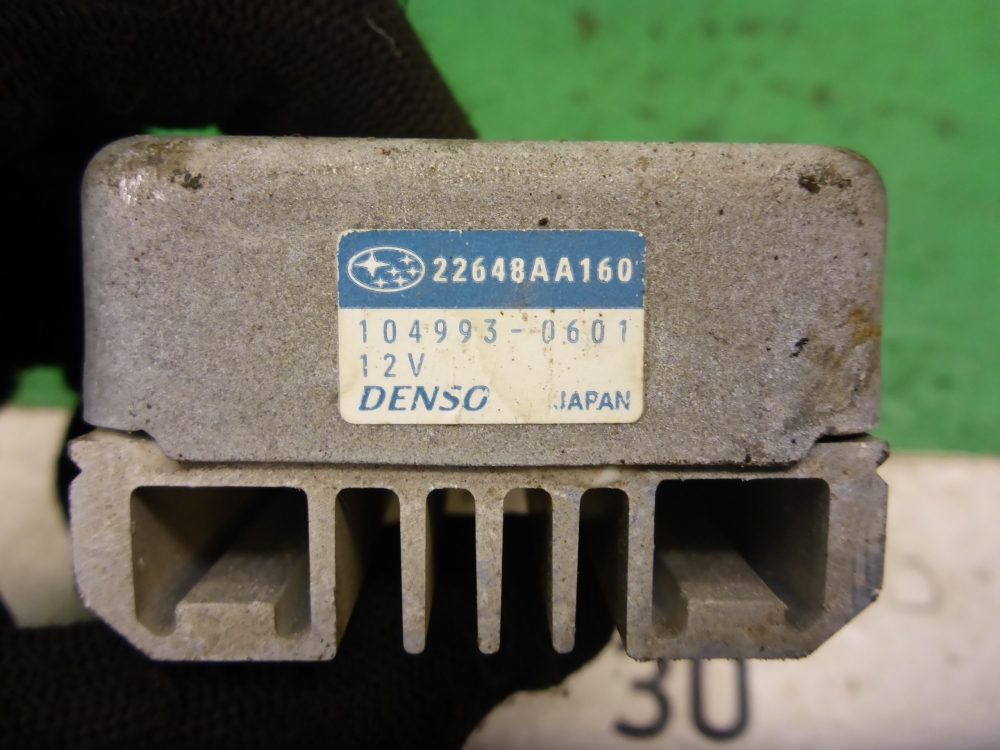 22648AA160
104993-0601
12V
DENSO JAPAN
30